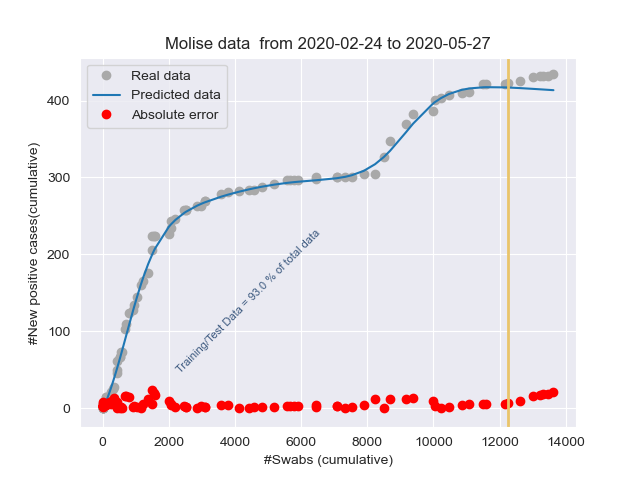 Molise data  from 2020-02-24 to 2020-05-27
Real data
Predicted data
Absolute error
400
300
200
100
0
#New positive cases(cumulative)
Training/Test Data = 93.0 % of total data
0
2000
4000
6000
8000
10000
12000
14000
#Swabs (cumulative)